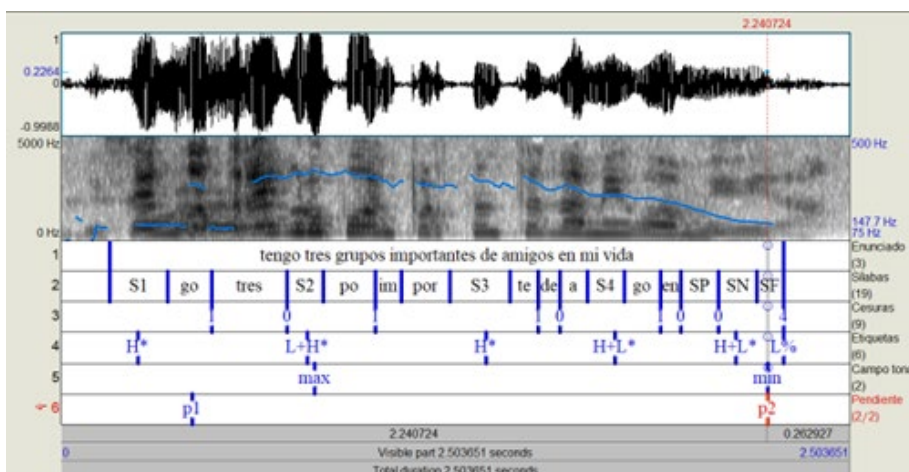 2.240724
1
0.2264
0
-0.9988
5000 Hz
500 Hz
147.7 Hz
0 Hz
75 Hz
1 tengo tres grupos importantes de amigos en mi vida Enunciado (3)
2 S1 go tres S2 po im por S3 te de a S4 go en SP SN SF Sílabas (19)
3 1 0 1 1 0 1 0 0 4 Cesuras (9)
4 H* L+H* H* H+L* H+L* L% Etiquetas (6)
5 max min Campo tona (2)
6 p1 p2 Pendiente (2/2)
2.240724 0.262927
0 Visible part 2.503651 seconds 2.503651
Total duration 2.503651 seconds